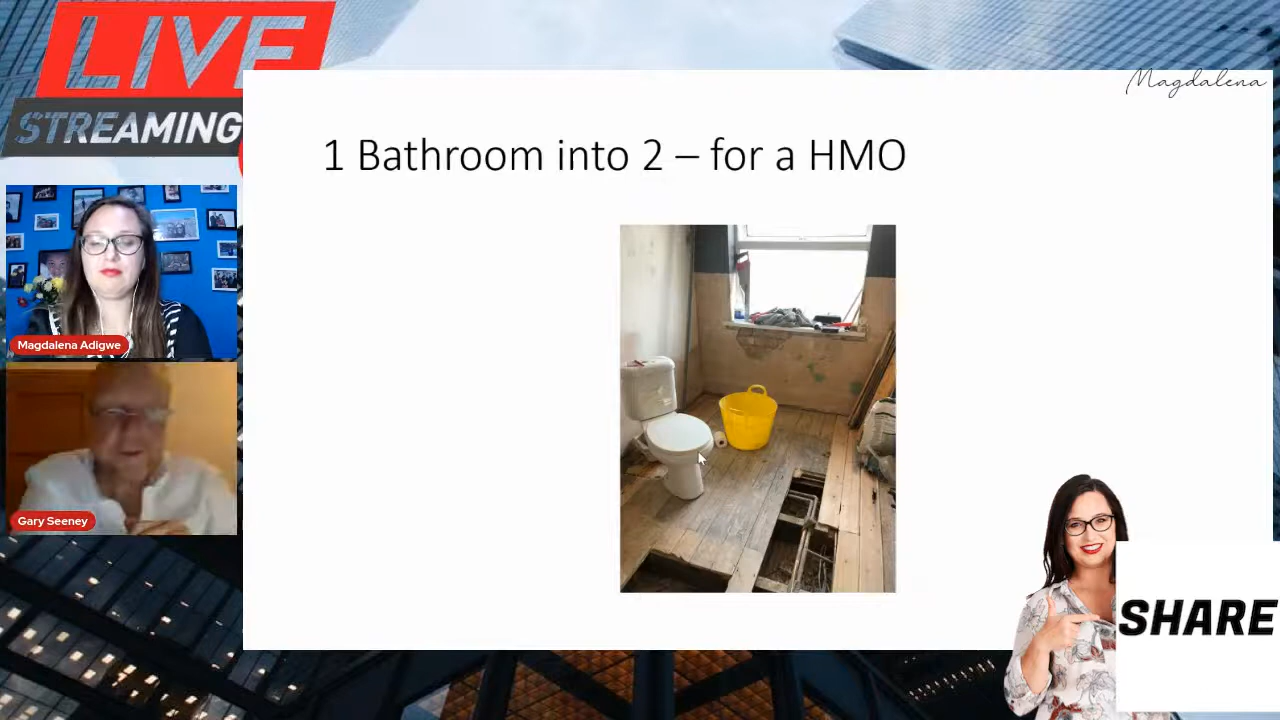 LIVE
STREAMING
Magdalena
1 Bathroom into 2 – for a HMO
Magdalena Adigwe
Gary Seeney
SHARE